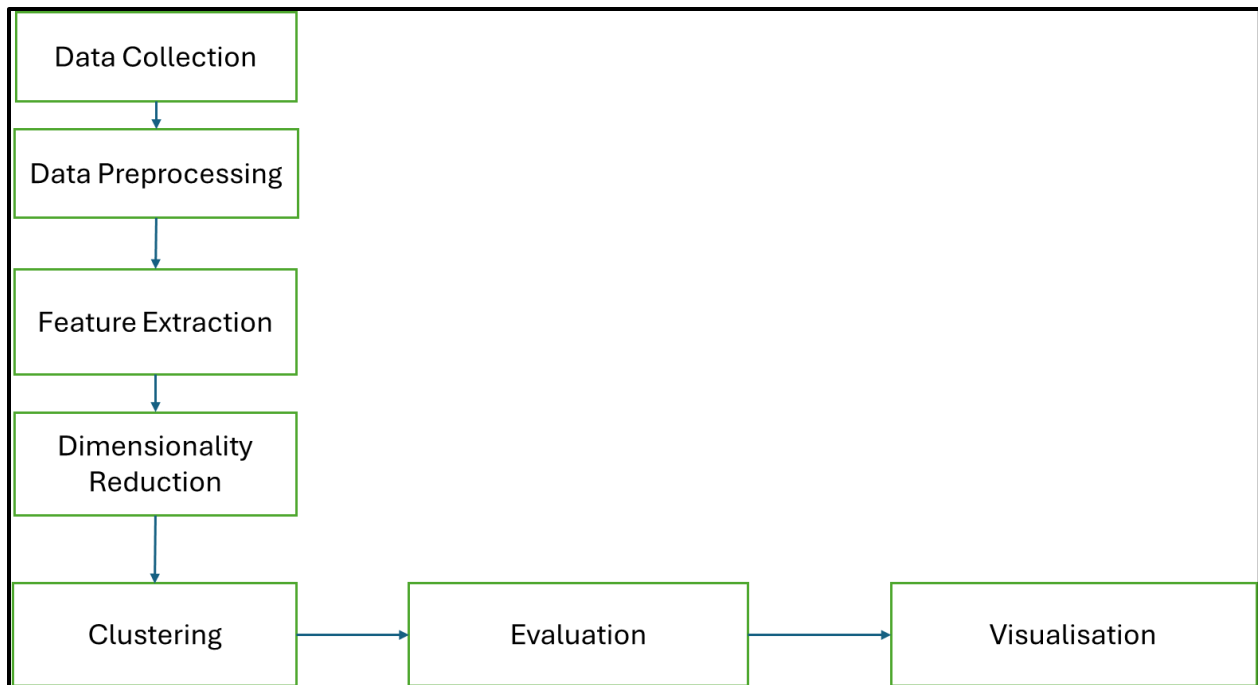 Data Collection
Data Preprocessing
Feature Extraction
Dimensionality
Reduction
Clustering
Evaluation
Visualisation